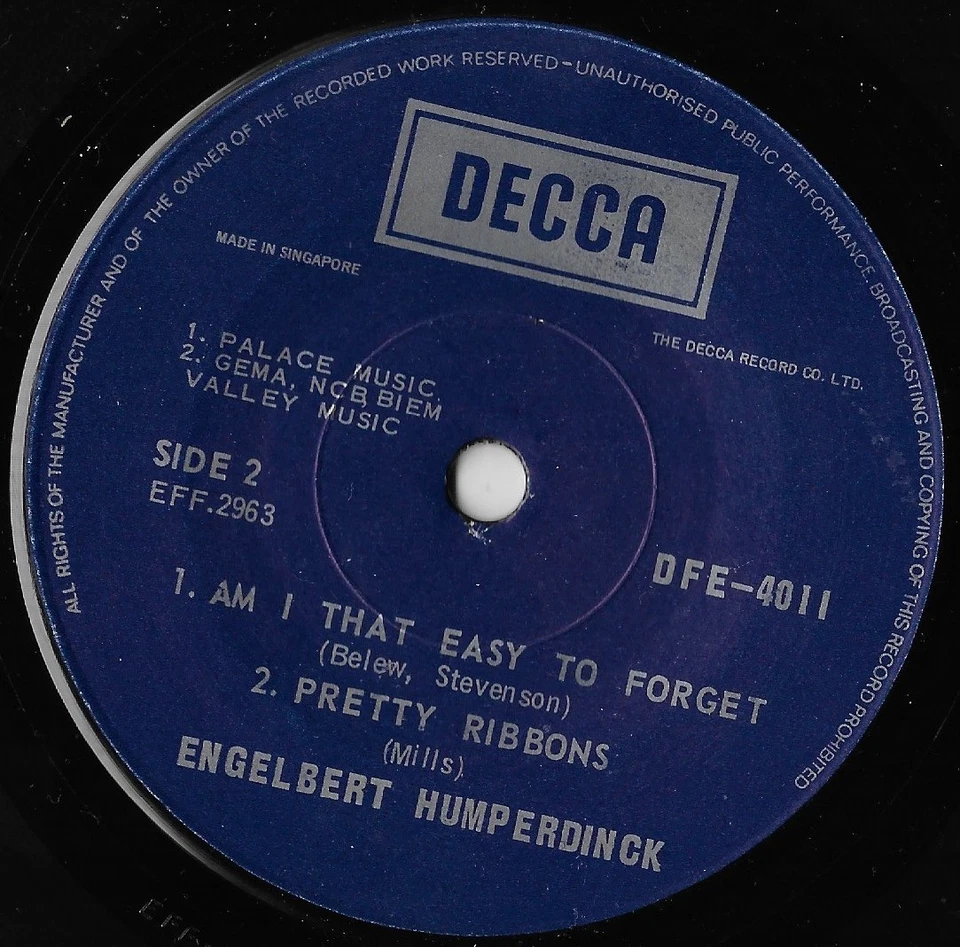 ALL RIGHTS OF THE MANUFACTURER AND OF THE OWNER OF THE RECORDED WORK RESERVED–UNAUTHORISED PUBLIC PERFORMANCE, BROADCASTING AND COPYING OF THIS RECORD PROHIBITED
DECCA
MADE IN SINGAPORE
THE DECCA RECORD CO. LTD.
1. PALACE MUSIC.
2. GEMA, NCB,BIEM
VALLEY MUSIC
SIDE 2
EFF.2963
DFE–4011
1. AM I THAT EASY TO FORGET
(Belew, Stevenson)
2. PRETTY RIBBONS
(Mills).
ENGELBERT HUMPERDINCK